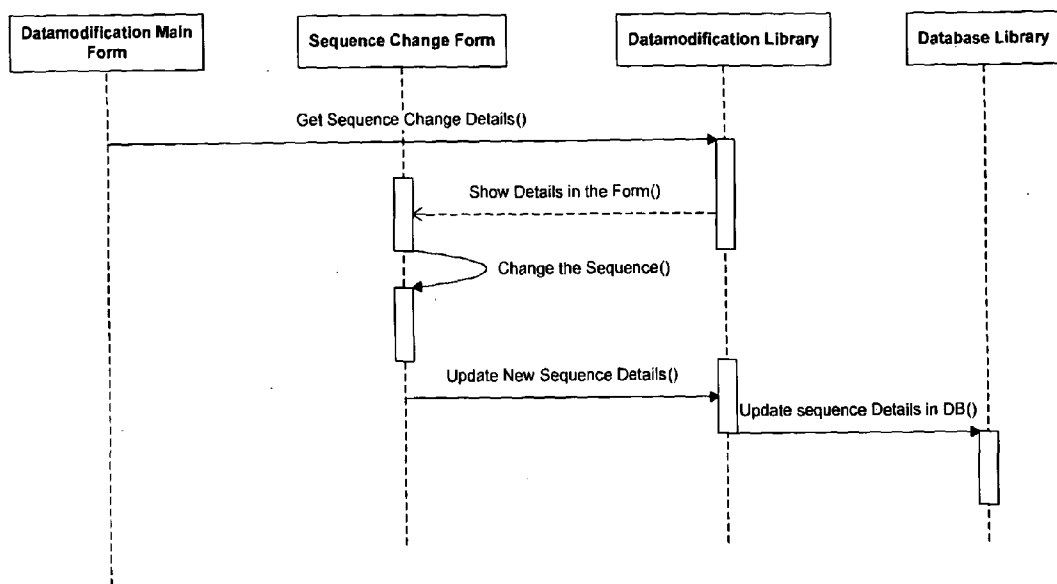 Datamodification Main
Form
Sequence Change Form
Datamodification Library
Database Library
Get Sequence Change Details()
Show Details in the Form()
Change the Sequence()
Update New Sequence Details()
Update sequence Details in DB()